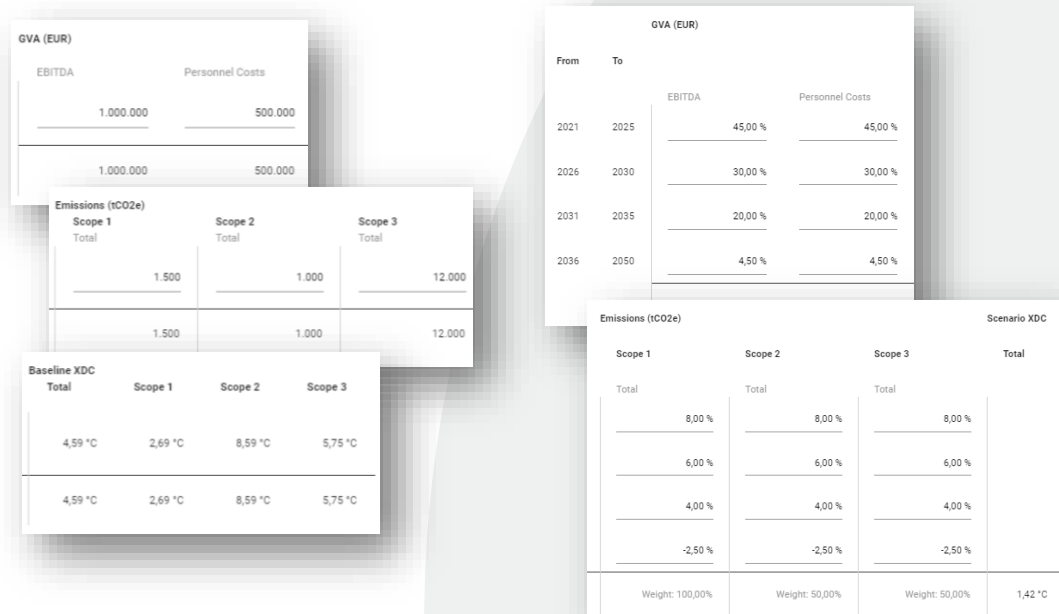 GVA (EUR)
EBITDA Personnel Costs
1.000.000 500.000
1.000.000 500.000
Emissions (tCO2e)
Scope 1 Scope 2 Scope 3
Total Total Total
1.500 1.000 12.000
1.500 1.000 12.000
Baseline XDC
Total Scope 1 Scope 2 Scope 3
4,59 °C 2,69 °C 8,59 °C 5,75 °C
4,59 °C 2,69 °C 8,59 °C 5,75 °C
GVA (EUR)
From To
EBITDA Personnel Costs
2021 2025 45,00 % 45,00 %
2026 2030 30,00 % 30,00 %
2031 2035 20,00 % 20,00 %
2036 2050 4,50 % 4,50 %
Emissions (tCO2e) Scenario XDC
Scope 1 Scope 2 Scope 3 Total
Total Total Total
8,00 % 8,00 % 8,00 %
6,00 % 6,00 % 6,00 %
4,00 % 4,00 % 4,00 %
-2,50 % -2,50 % -2,50 %
Weight: 100,00% Weight: 50,00% Weight: 50,00% 1,42 °C